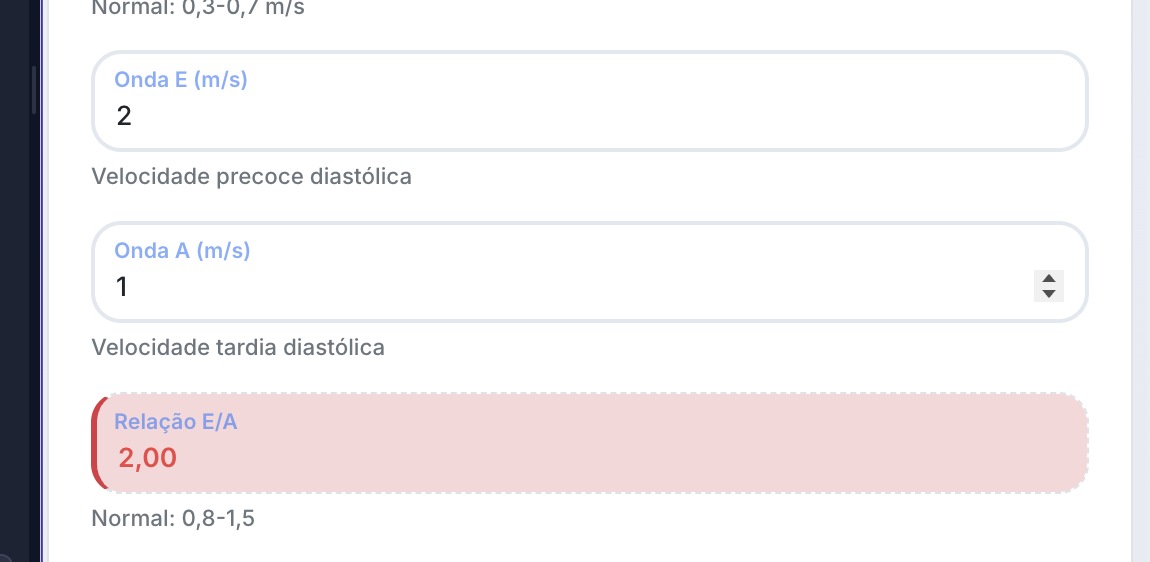 Normal: 0,3-0,7 m/s
Onda E (m/s)
2
Velocidade precoce diastólica
Onda A (m/s)
1
Velocidade tardia diastólica
Relação E/A
2,00
Normal: 0,8-1,5